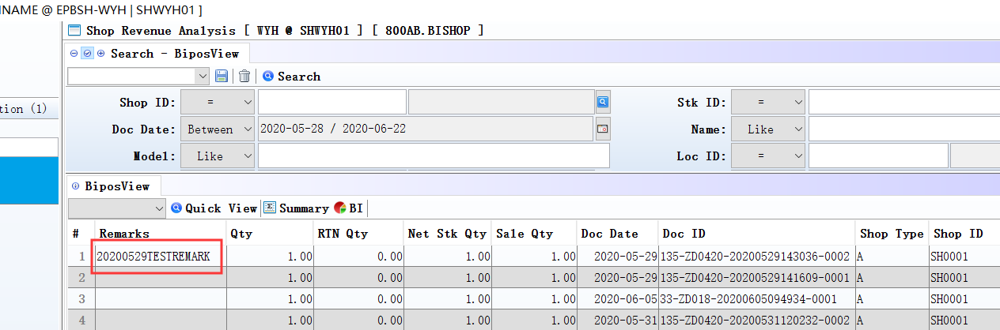 INAME @ EPBSH-WYH | SHWYH01 ]
Shop Revenue Analysis [ WYH @ SHWYH01 ] [ 800AB.BISHOP ]
Search - BiposView
Search
tion (1)
Shop ID: = Stk ID: =
Doc Date: Between 2020-05-28 / 2020-06-22 Name: Like
Model: Like Loc ID: =
BiposView
Quick View Summary BI
# Remarks Qty RTN Qty Net Stk Qty Sale Qty Doc Date Doc ID Shop Type Shop ID
1 20200529TESTREMARK 1.00 0.00 1.00 1.00 2020-05-29 135-ZD0420-20200529143036-0002 A SH0001
2 1.00 0.00 1.00 1.00 2020-05-29 135-ZD0420-20200529141609-0001 A SH0001
3 1.00 0.00 1.00 1.00 2020-06-05 33-ZD018-20200605094934-0001 A SH0001
4 1.00 0.00 1.00 1.00 2020-05-31 135-ZD0420-20200531120232-0002 A SH0001